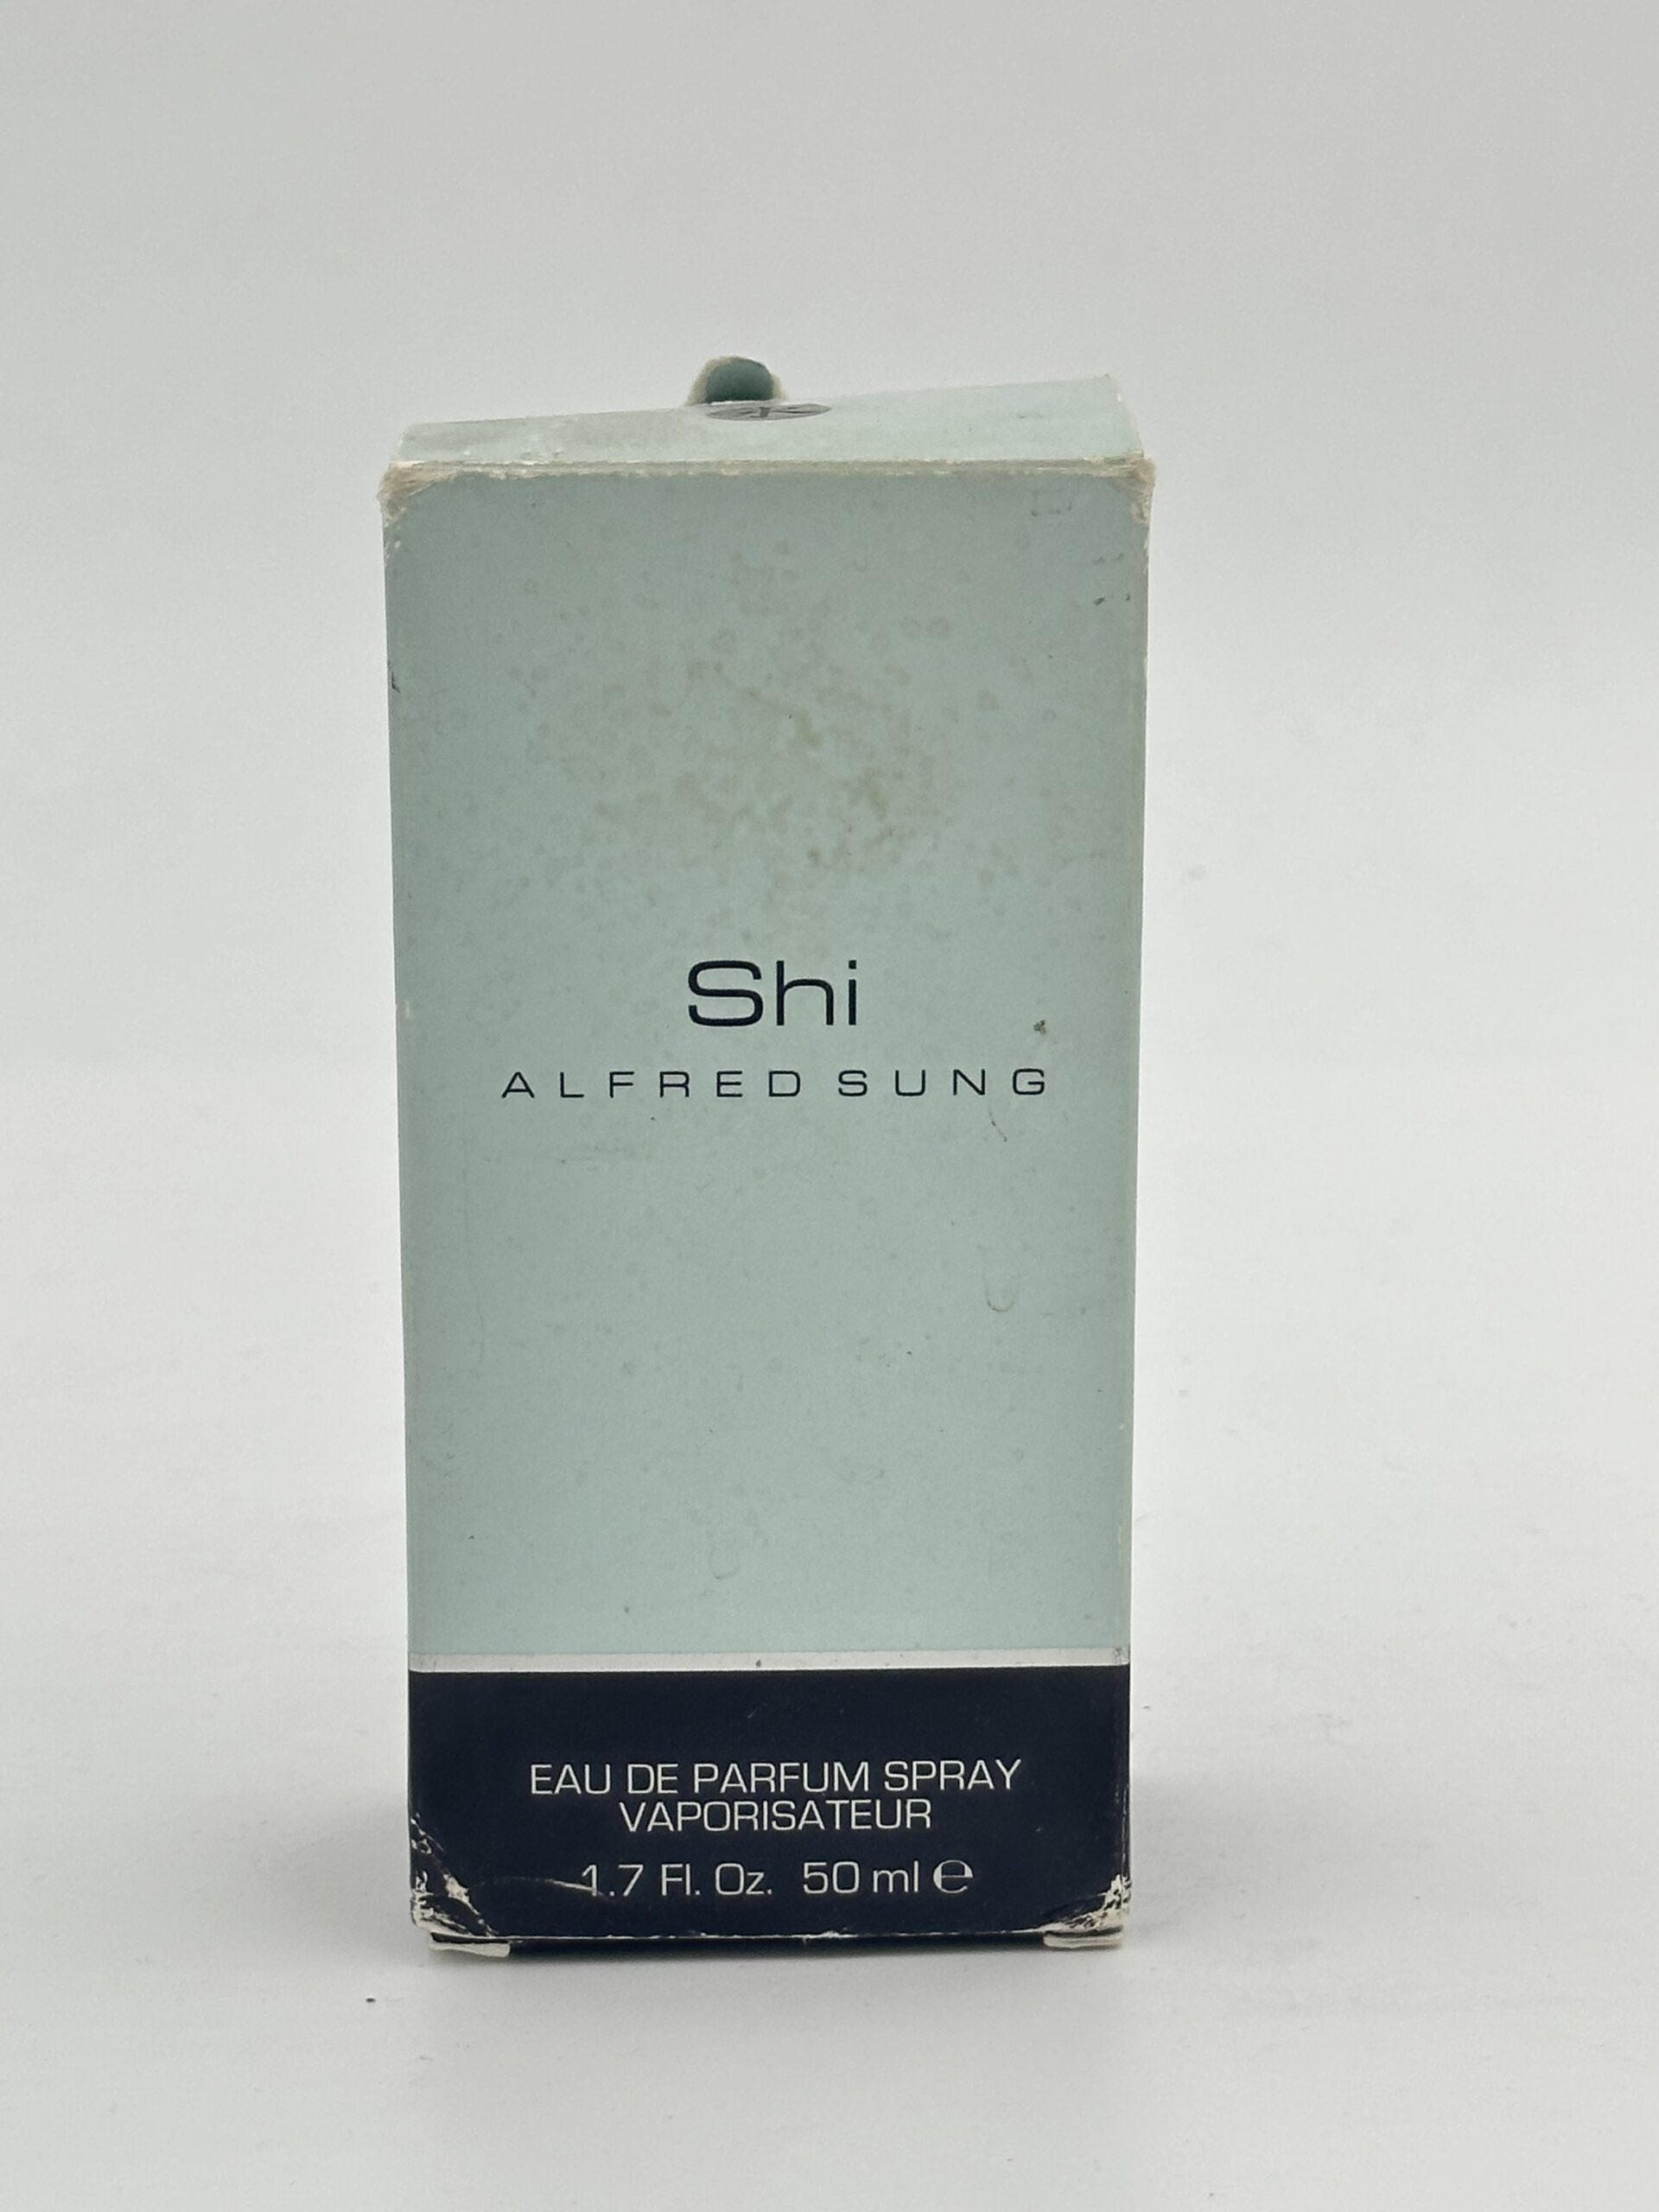 Shi
ALFRED SUNG
EAU DE PARFUM SPRAY
VAPORISATEUR
1.7 Fl. Oz. 50 ml ℮